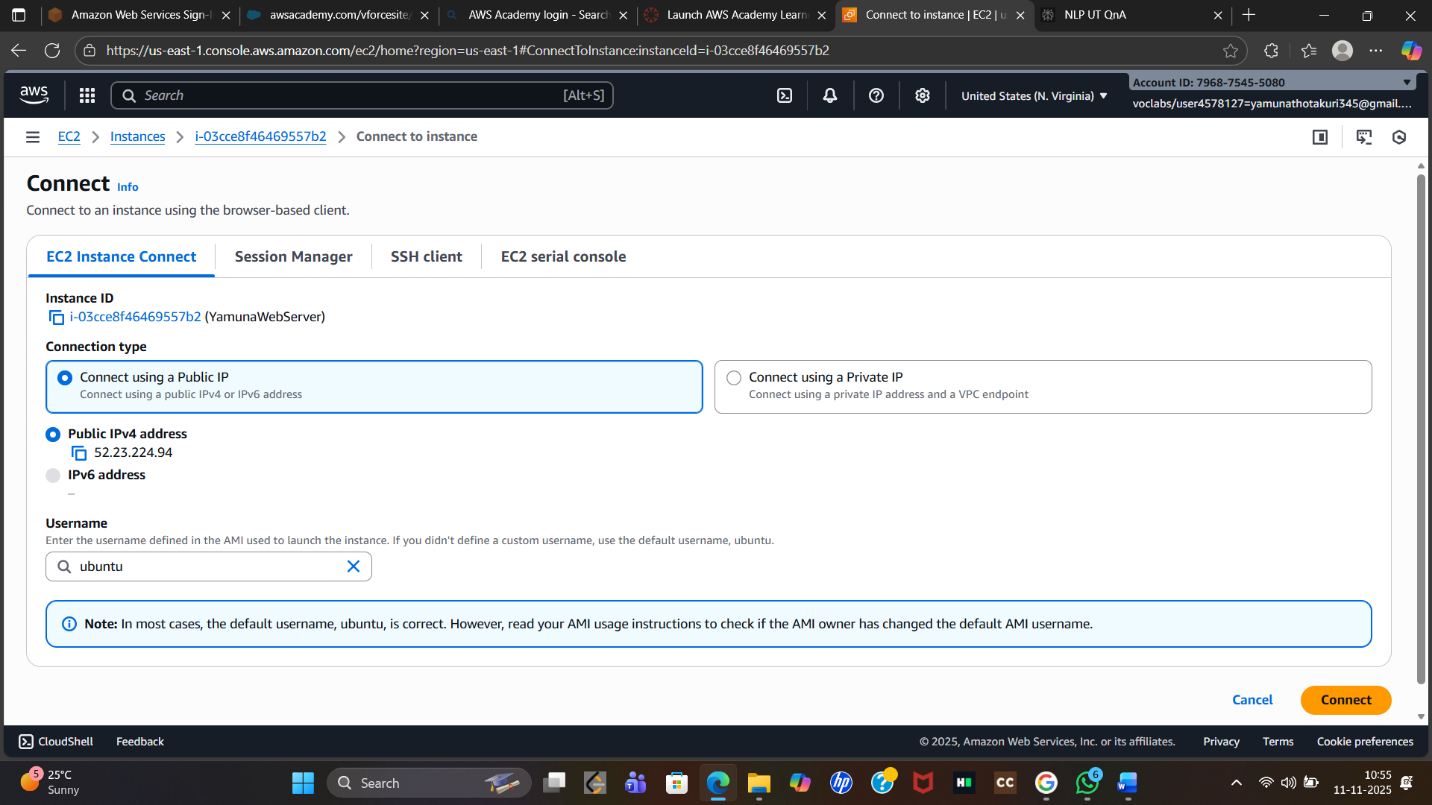 Amazon Web Services Sign-I
awsacademy.com/vforcesite/
AWS Academy login - Search
Launch AWS Academy Learn
Connect to instance | EC2 | u
NLP UT QnA
https://us-east-1.console.aws.amazon.com/ec2/home?region=us-east-1#ConnectToInstance:instanceId=i-03cce8f46469557b2
aws
Search
[Alt+S]
United States (N. Virginia)
Account ID: 7968-7545-5080
voclabs/user4578127=yamunathotakuri345@gmail....
EC2 > Instances > i-03cce8f46469557b2 > Connect to instance
Connect Info
Connect to an instance using the browser-based client.
EC2 Instance Connect
Session Manager
SSH client
EC2 serial console
Instance ID
i-03cce8f46469557b2 (YamunaWebServer)
Connection type
Connect using a Public IP
Connect using a public IPv4 or IPv6 address
Connect using a Private IP
Connect using a private IP address and a VPC endpoint
Public IPv4 address
52.23.224.94
IPv6 address
–
Username
Enter the username defined in the AMI used to launch the instance. If you didn't define a custom username, use the default username, ubuntu.
ubuntu
Note: In most cases, the default username, ubuntu, is correct. However, read your AMI usage instructions to check if the AMI owner has changed the default AMI username.
Cancel
Connect
CloudShell
Feedback
© 2025, Amazon Web Services, Inc. or its affiliates.
Privacy
Terms
Cookie preferences
5
25°C
Sunny
Search
hp
H
CC
G
6
W
10:55
11-11-2025